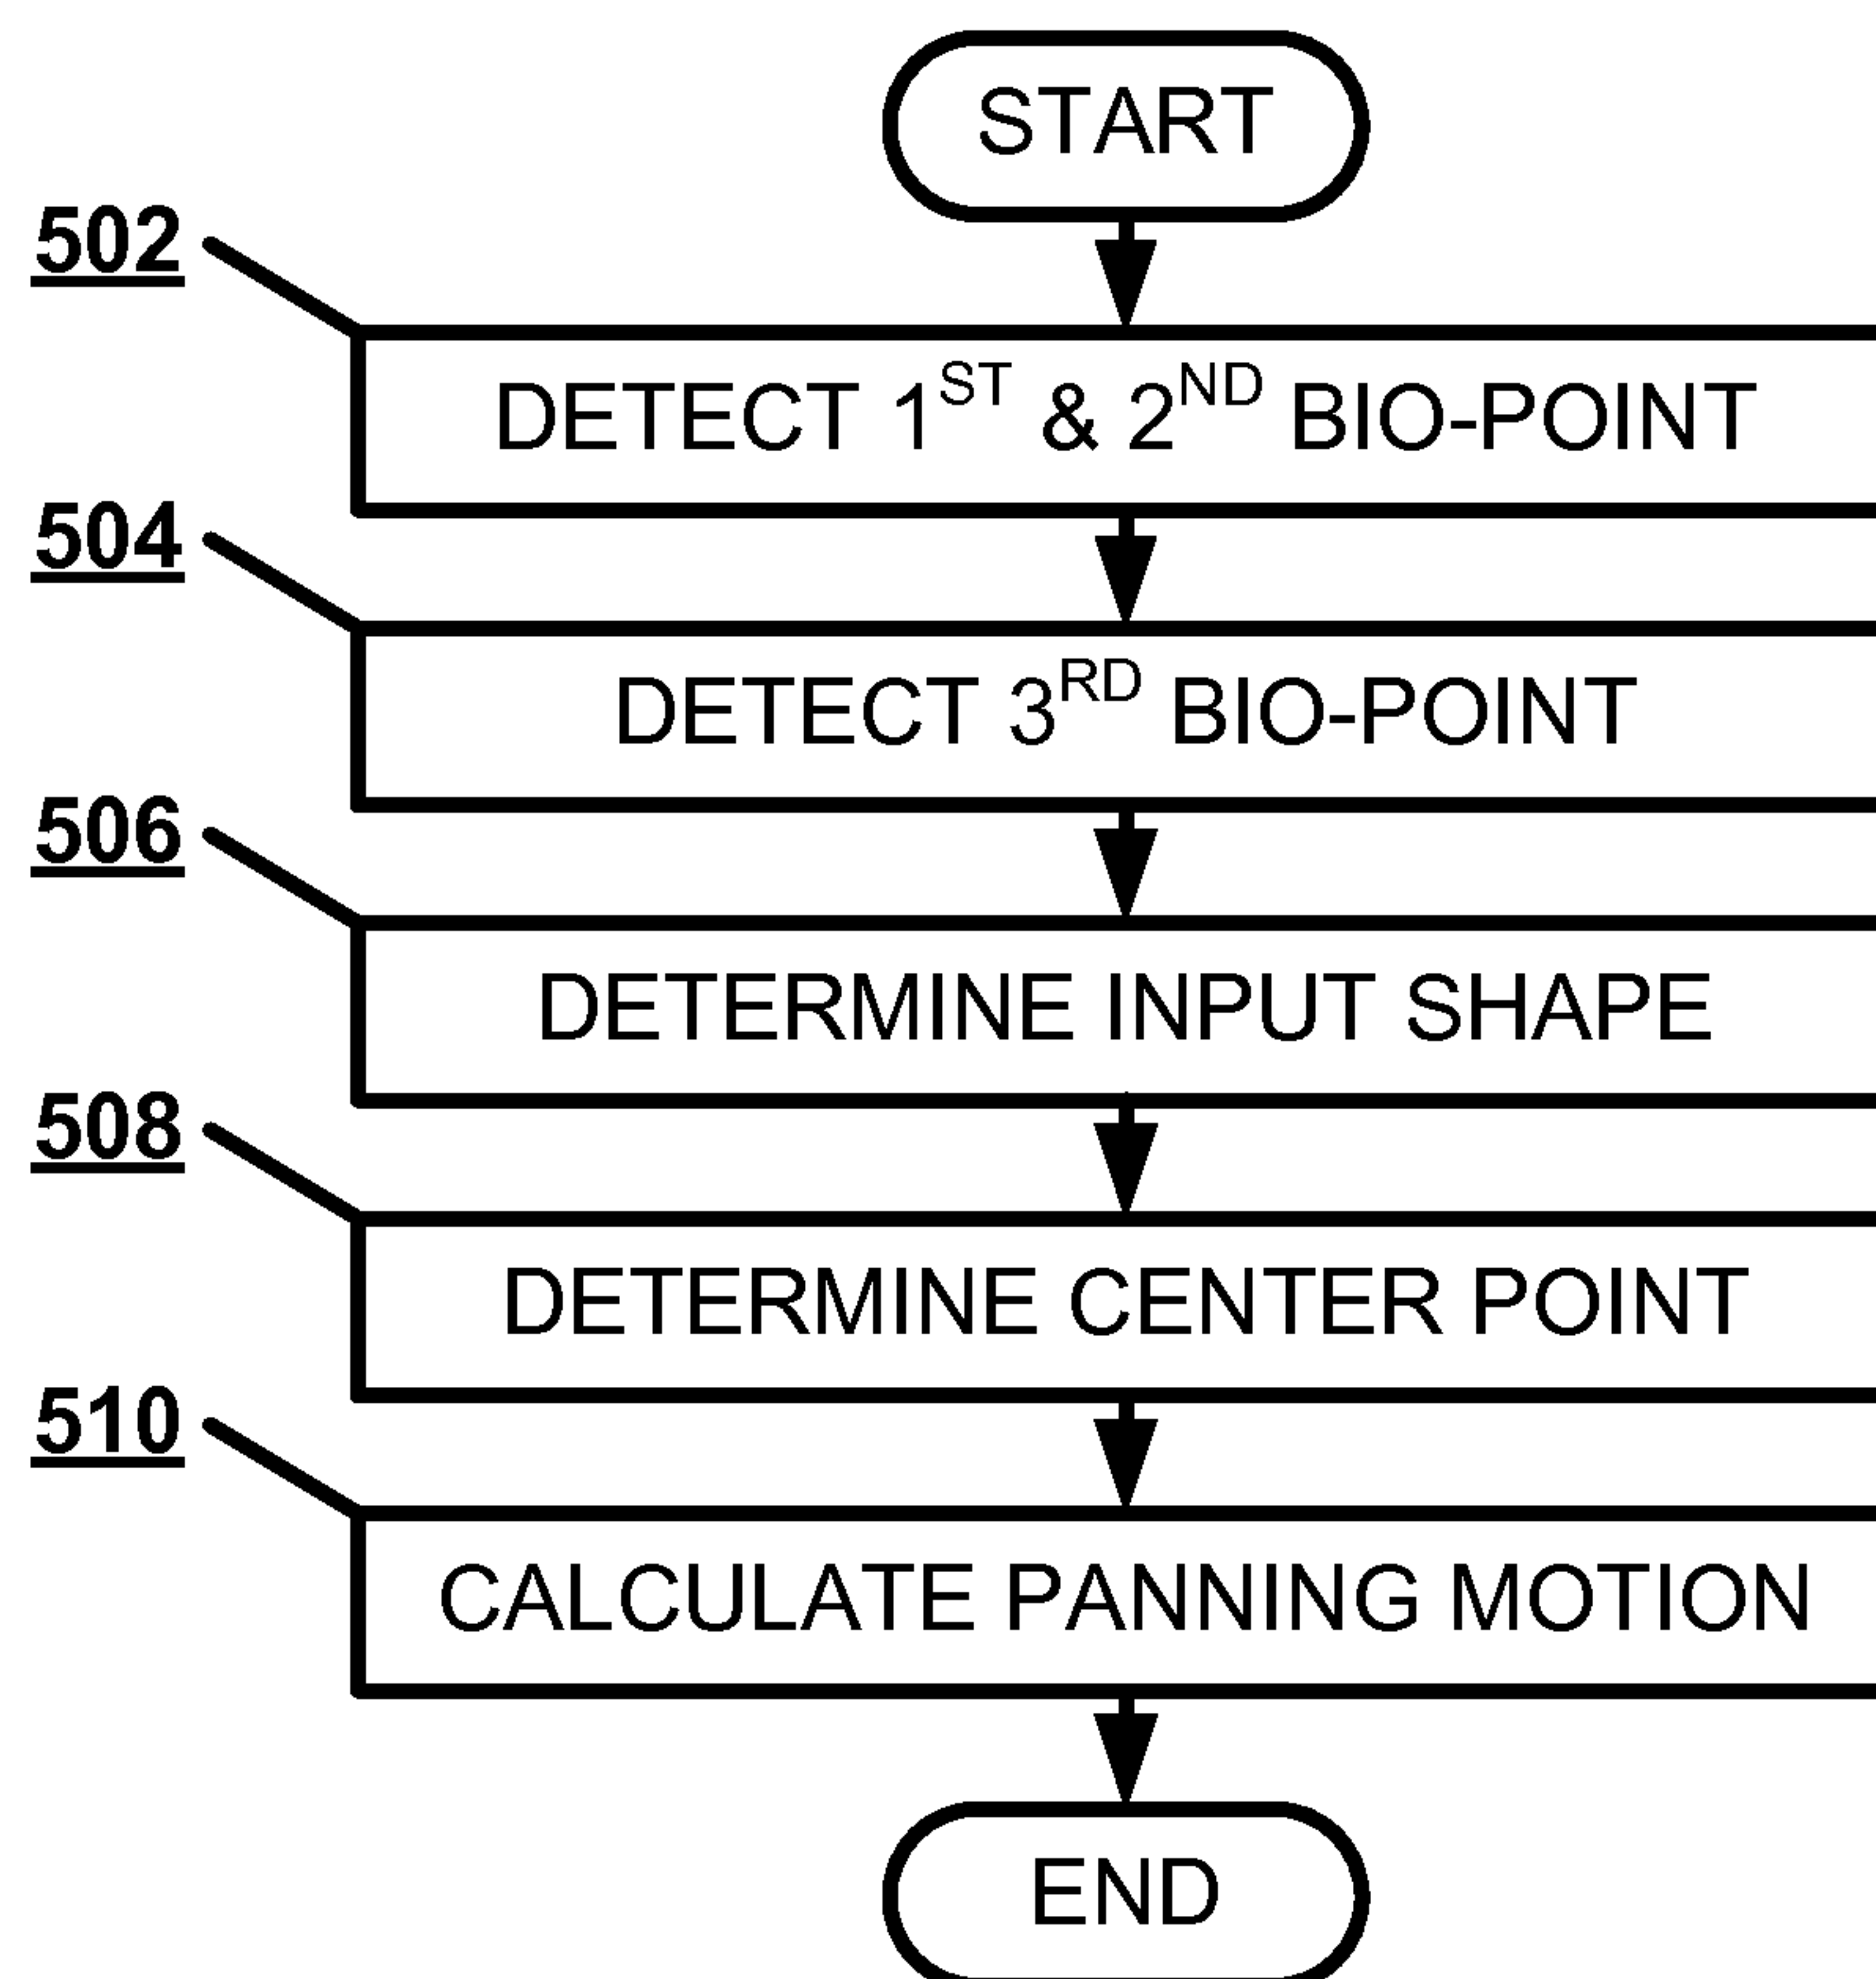 START
502
DETECT 1ST & 2ND BIO-POINT
504
DETECT 3RD BIO-POINT
506
DETERMINE INPUT SHAPE
508
DETERMINE CENTER POINT
510
CALCULATE PANNING MOTION
END